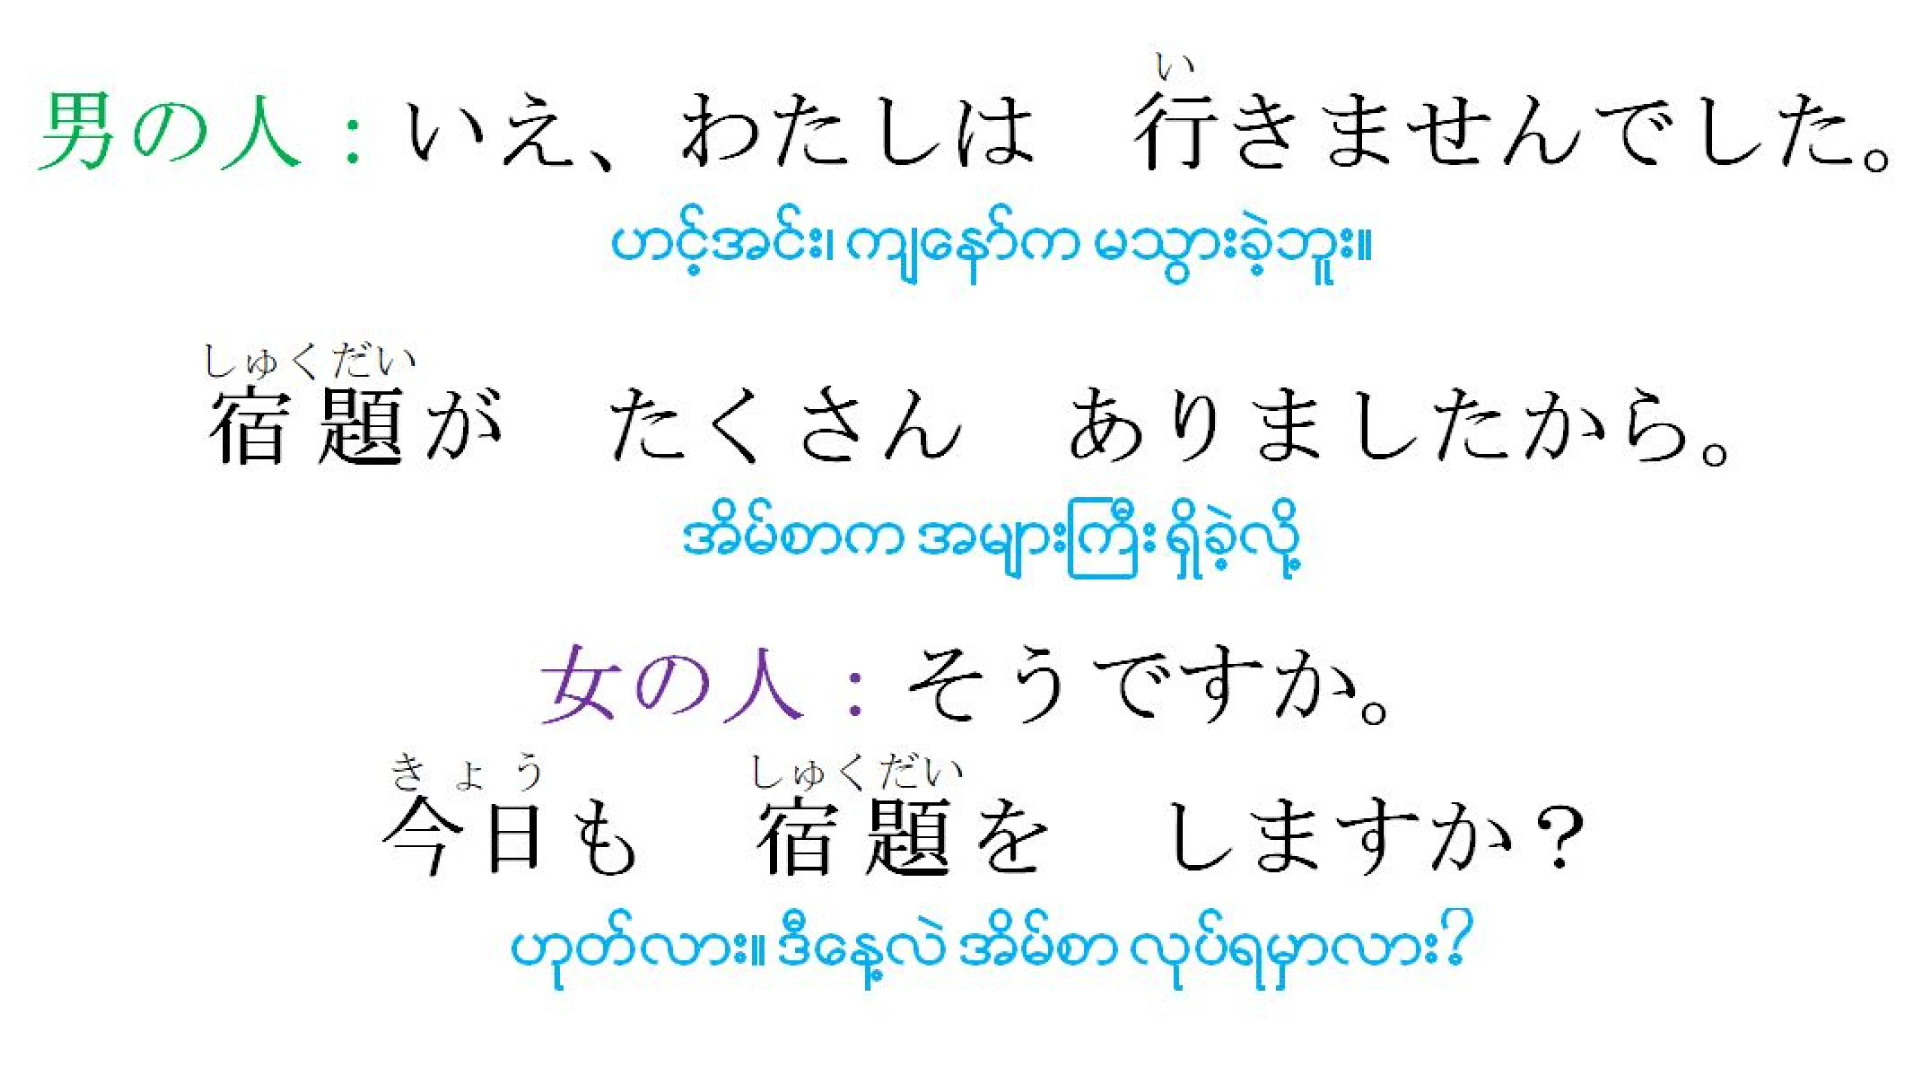 い
男の人：いえ、わたしは　行きませんでした。
ဟင့်အင်း၊ ကျနော်က မသွားခဲ့ဘူး။
しゅくだい
宿題が　たくさん　ありましたから。
အိမ်စာက အများကြီး ရှိခဲ့လို့
女の人：そうですか。
きょう　しゅくだい
今日も　宿題を　しますか？
ဟုတ်လား။ ဒီနေ့လဲ အိမ်စာ လုပ်ရမှာလား?